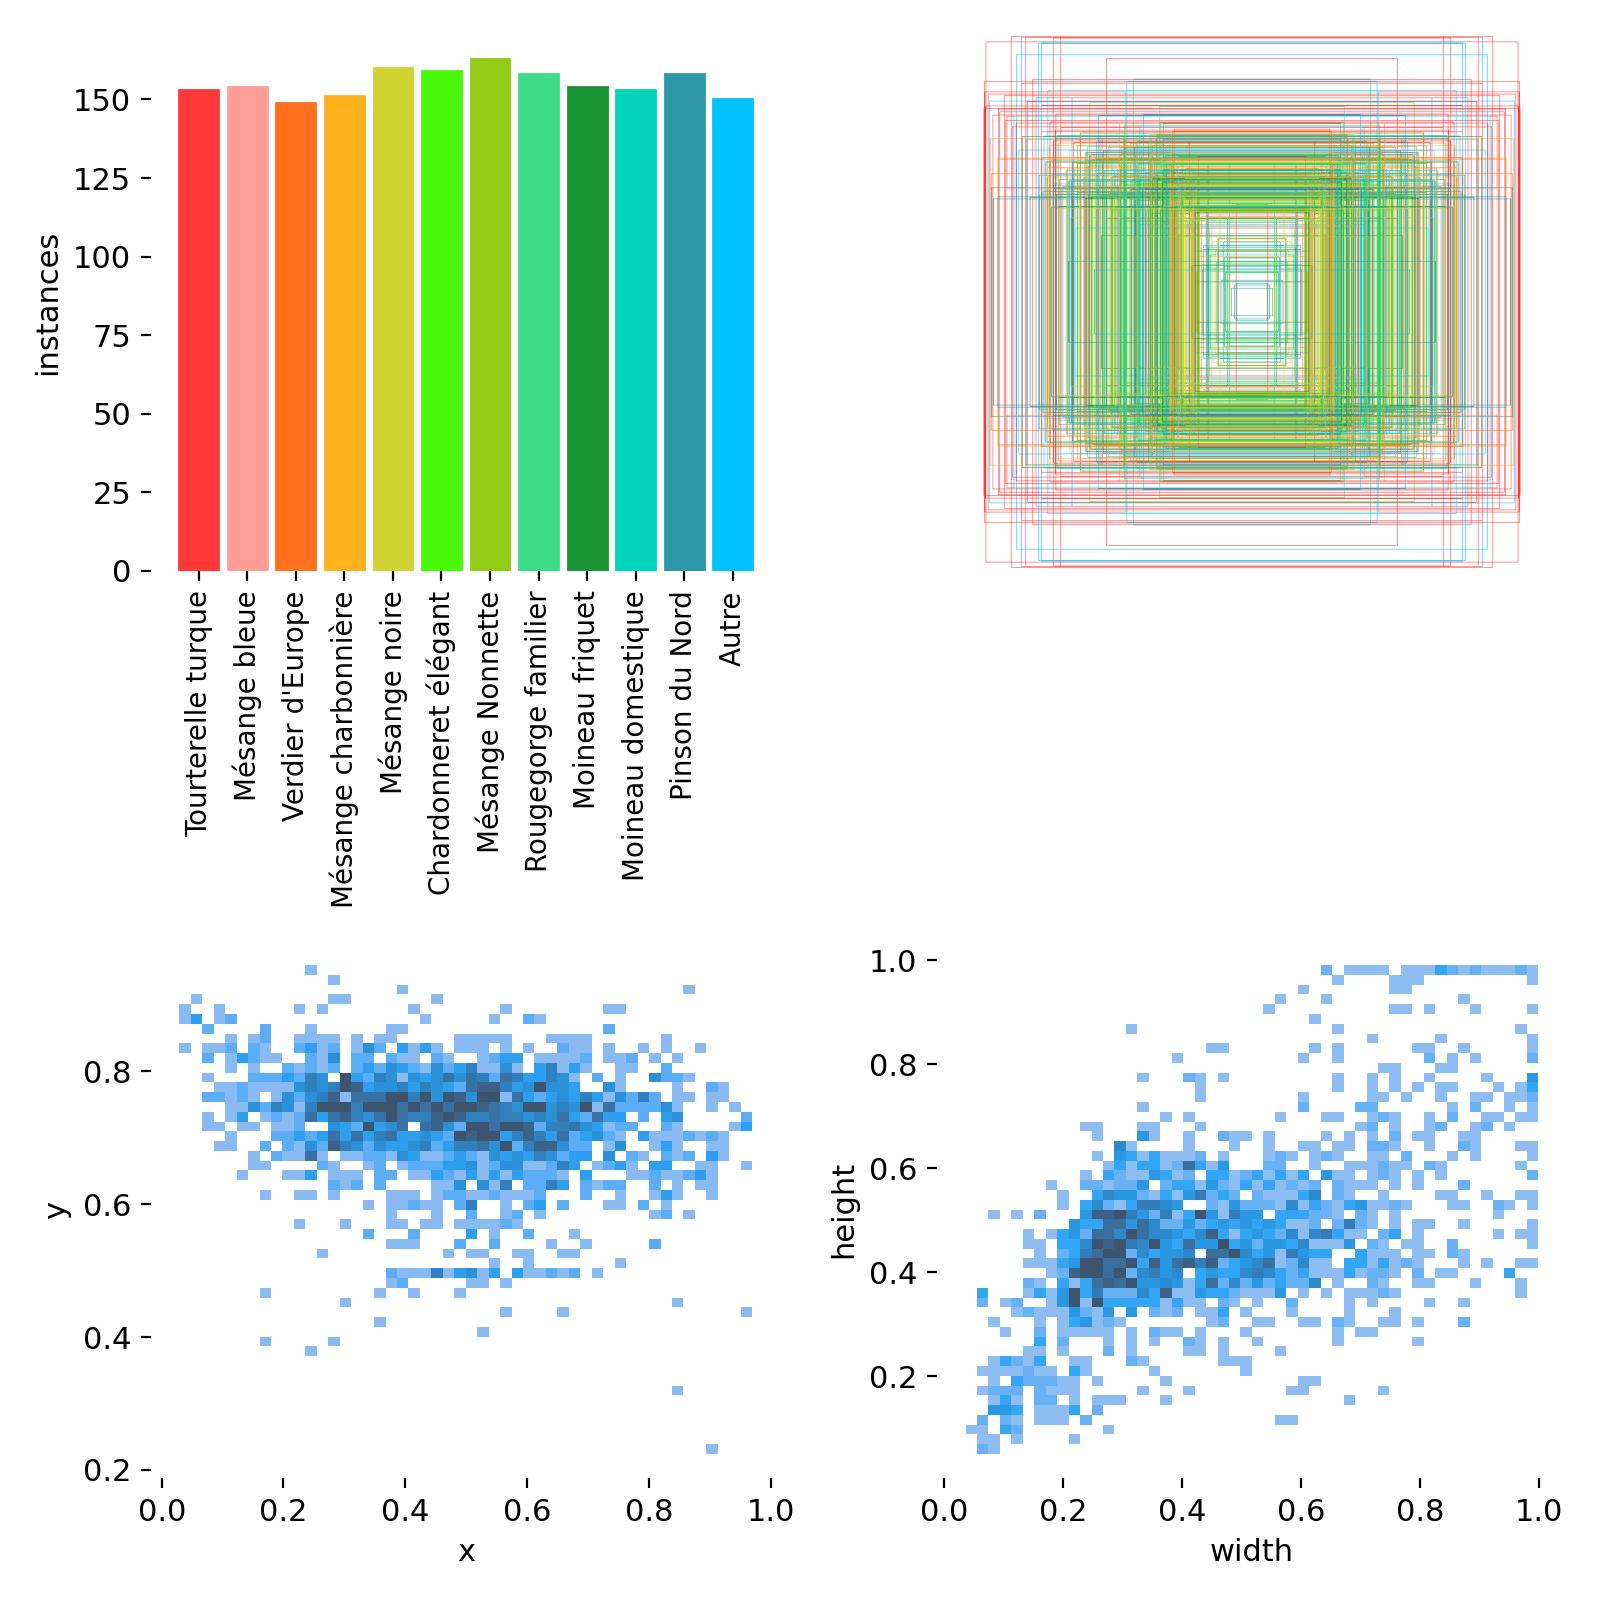 instances
150
125
100
75
50
25
0
Tourterelle turque
Mésange bleue
Verdier d'Europe
Mésange charbonnière
Mésange noire
Chardonneret élégant
Mésange Nonnette
Rougegorge familier
Moineau friquet
Moineau domestique
Pinson du Nord
Autre
y
0.8
0.6
0.4
0.2
0.0 0.2 0.4 0.6 0.8 1.0
x
height
1.0
0.8
0.6
0.4
0.2
0.0 0.2 0.4 0.6 0.8 1.0
width